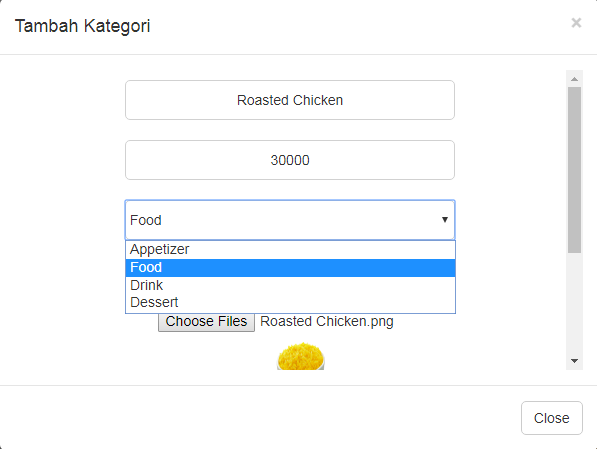 Tambah Kategori
×
Roasted Chicken
30000
Food
Appetizer
Food
Drink
Dessert
Choose Files Roasted Chicken.png
Close